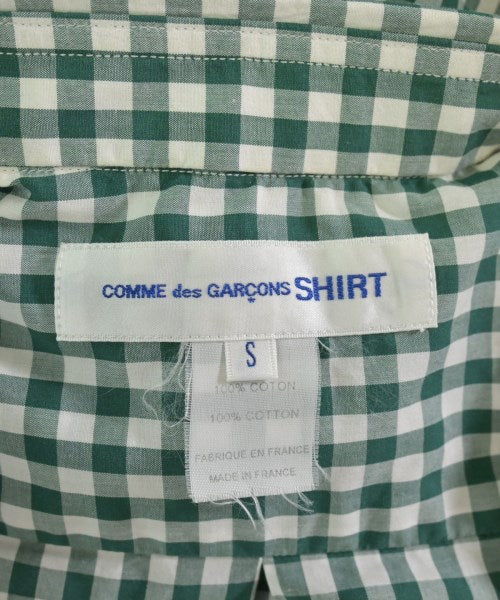 COMME des GARÇONS SHIRT
S
100% COTON
100% COTTON
FABRIQUE EN FRANCE
MADE IN FRANCE